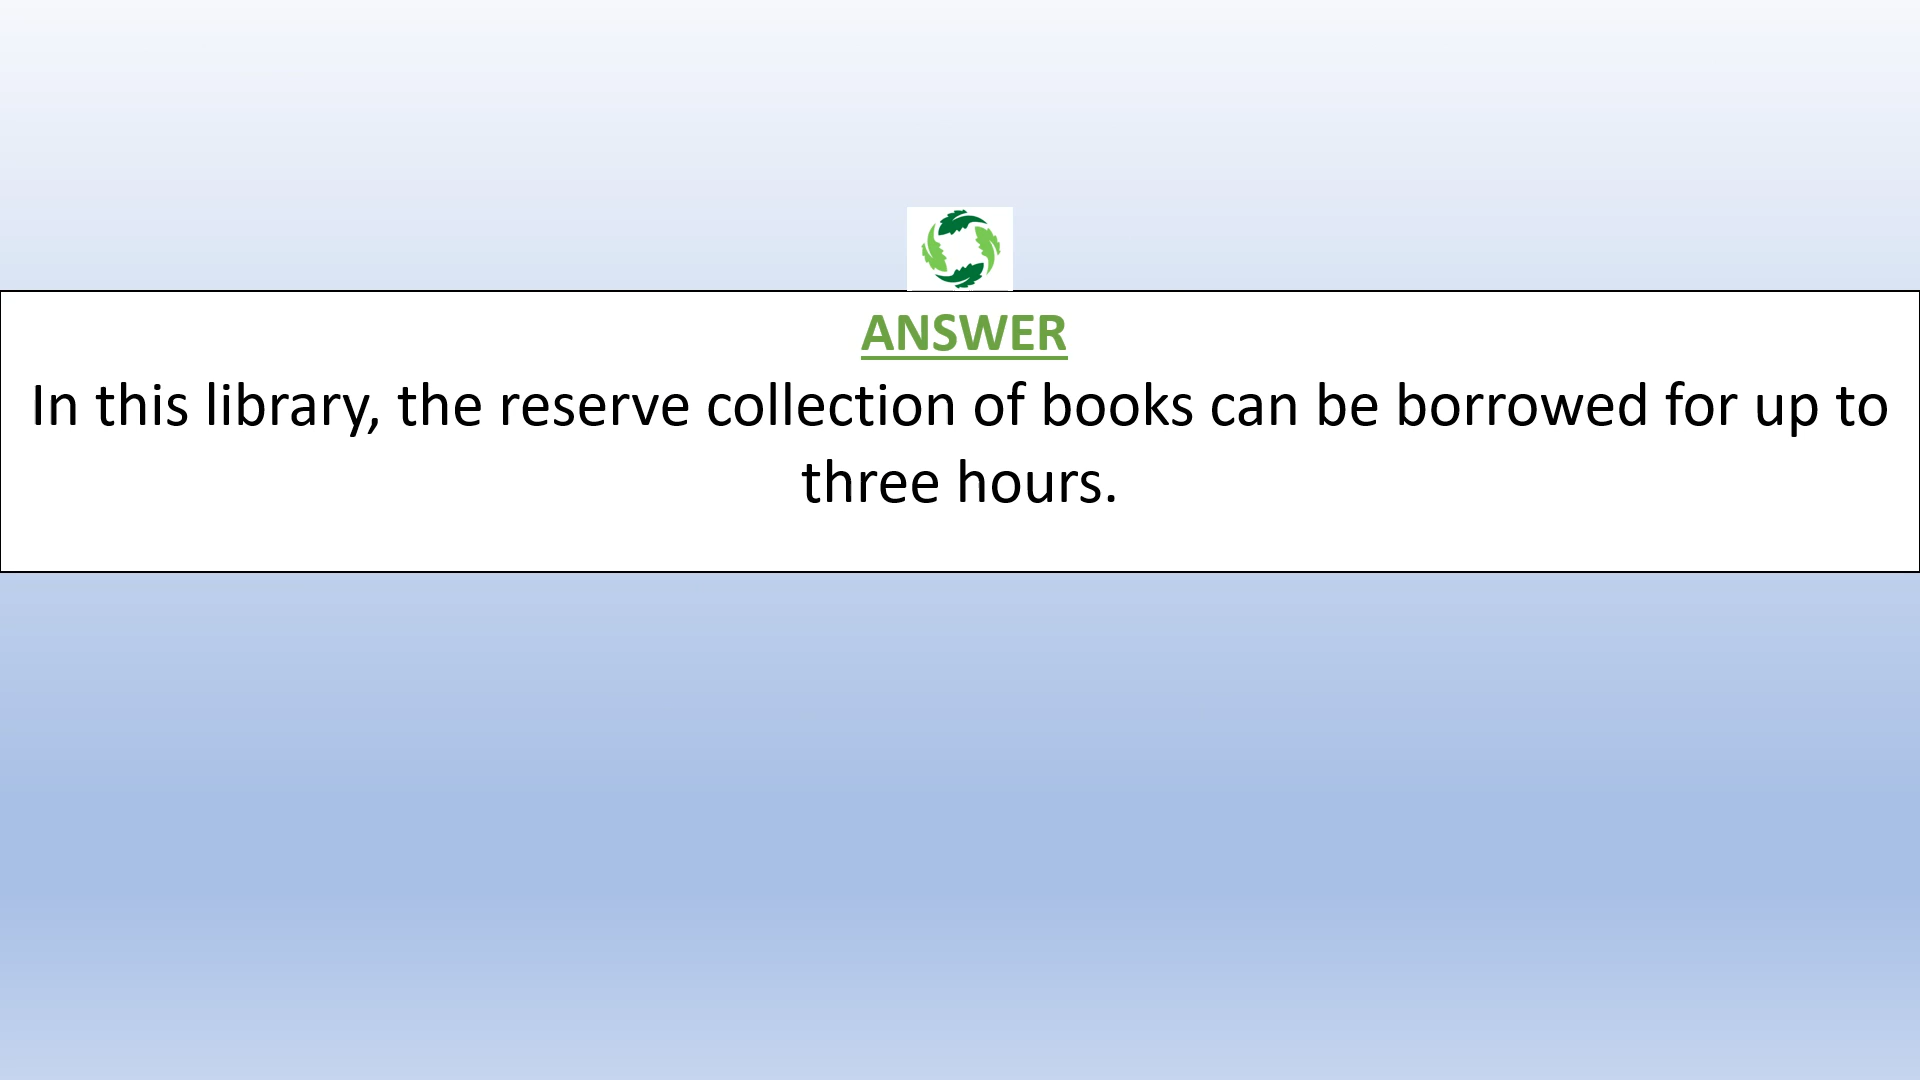 ANSWER
In this library, the reserve collection of books can be borrowed for up to
three hours.